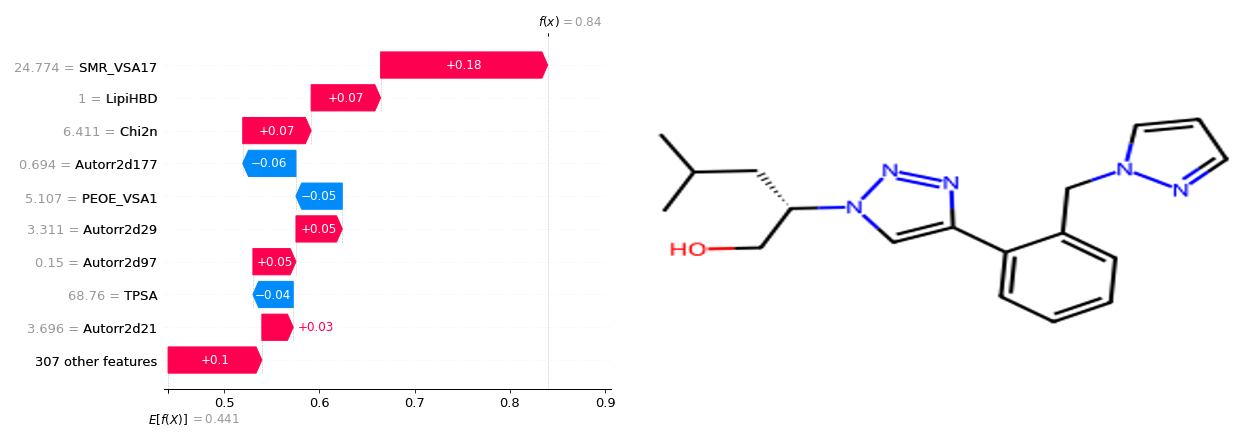 f(x) = 0.84
24.774 = SMR_VSA17
+0.18
1 = LipiHBD
+0.07
6.411 = Chi2n
+0.07
0.694 = Autorr2d177
−0.06
5.107 = PEOE_VSA1
−0.05
3.311 = Autorr2d29
+0.05
0.15 = Autorr2d97
+0.05
68.76 = TPSA
−0.04
3.696 = Autorr2d21
+0.03
307 other features
+0.1
0.5 0.6 0.7 0.8 0.9
E[f(X)] = 0.441
N
N
N
N
N
HO